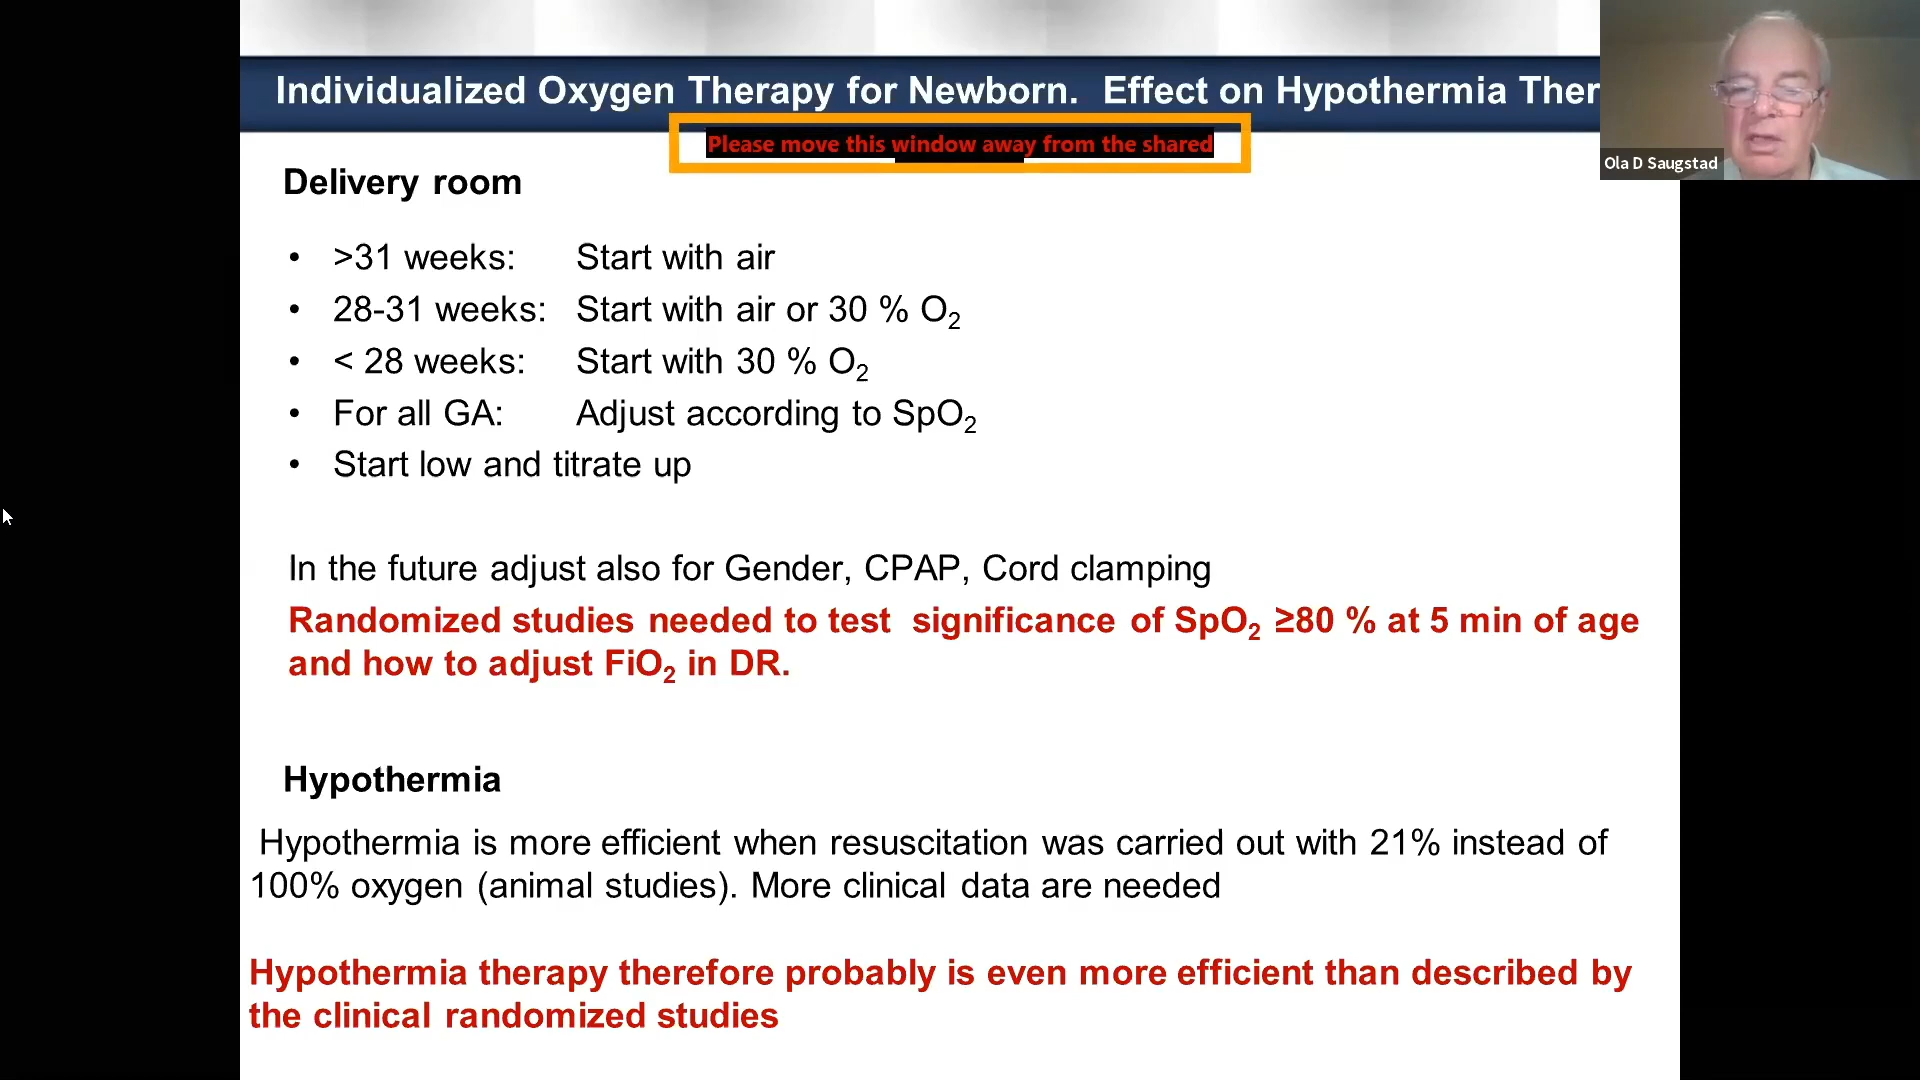 Individualized Oxygen Therapy for Newborn. Effect on Hypothermia Ther
Please move this window away from the shared
Ola D Saugstad
Delivery room
• >31 weeks: Start with air
• 28-31 weeks: Start with air or 30 % O₂
• < 28 weeks: Start with 30 % O₂
• For all GA: Adjust according to SpO₂
• Start low and titrate up
In the future adjust also for Gender, CPAP, Cord clamping
Randomized studies needed to test significance of SpO₂ ≥80 % at 5 min of age
and how to adjust FiO₂ in DR.
Hypothermia
Hypothermia is more efficient when resuscitation was carried out with 21% instead of
100% oxygen (animal studies). More clinical data are needed
Hypothermia therapy therefore probably is even more efficient than described by
the clinical randomized studies